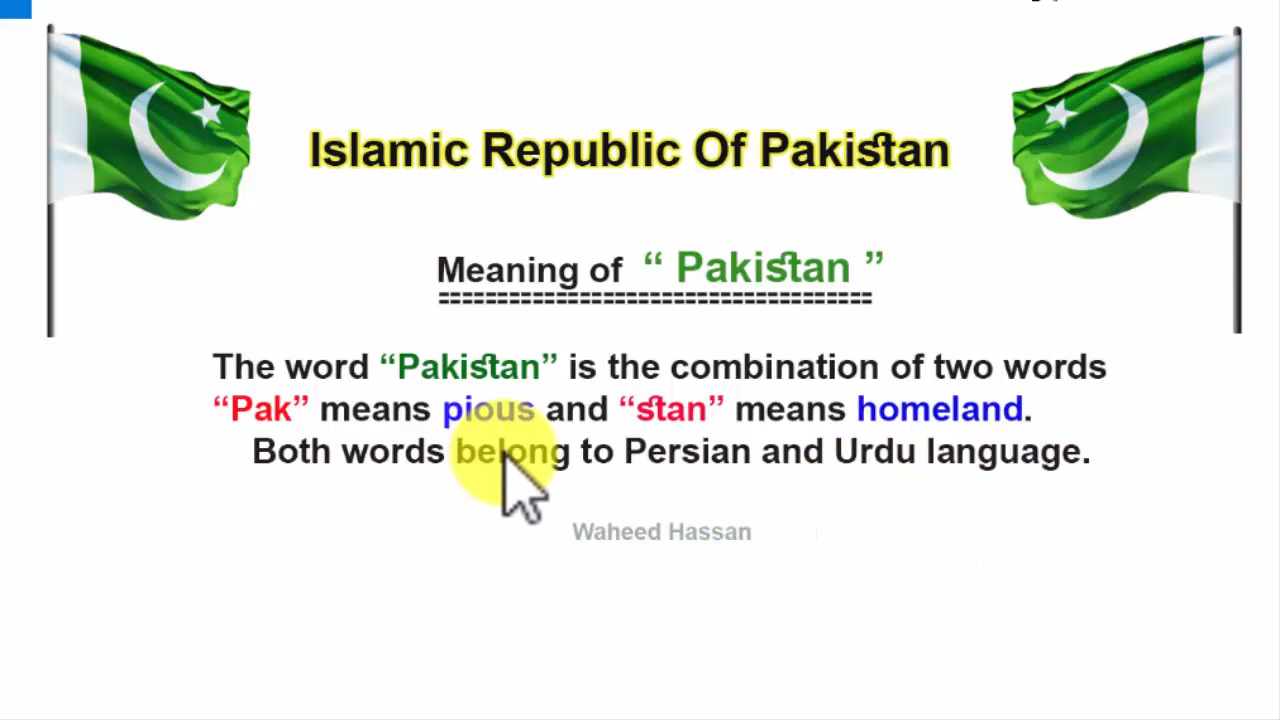 Islamic Republic Of Pakistan
Meaning of “ Pakistan ”
===================================
The word “Pakistan” is the combination of two words
“Pak” means pious and “stan” means homeland.
Both words belong to Persian and Urdu language.
Waheed Hassan